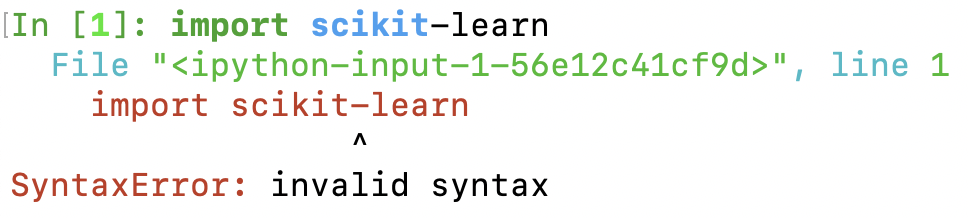 In [1]: import scikit-learn
File "<ipython-input-1-56e12c41cf9d>", line 1
import scikit-learn
^
SyntaxError: invalid syntax